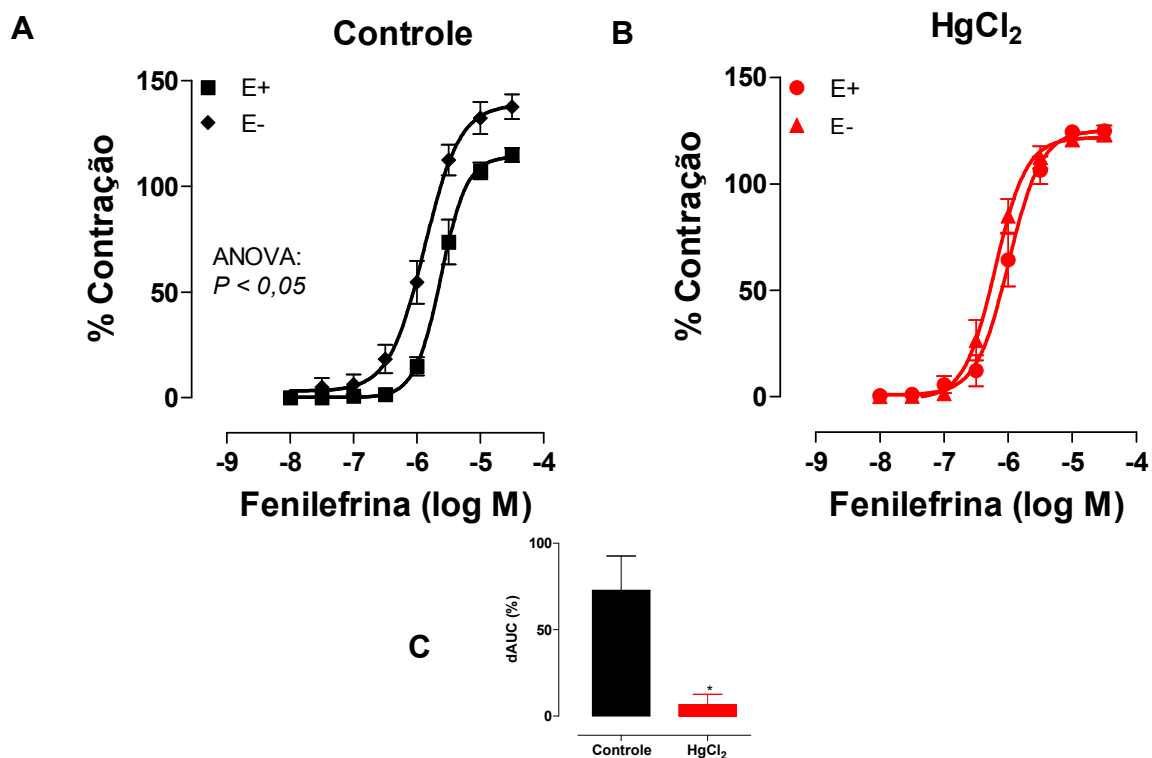 A
Controle
150
100
50
0
% Contração
E+
E-
ANOVA:
P < 0,05
-9 -8 -7 -6 -5 -4
Fenilefrina (log M)
B
HgCl₂
150
100
50
0
% Contração
E+
E-
-9 -8 -7 -6 -5 -4
Fenilefrina (log M)
C
100
50
0
dAUC (%)
*
Controle HgCl₂